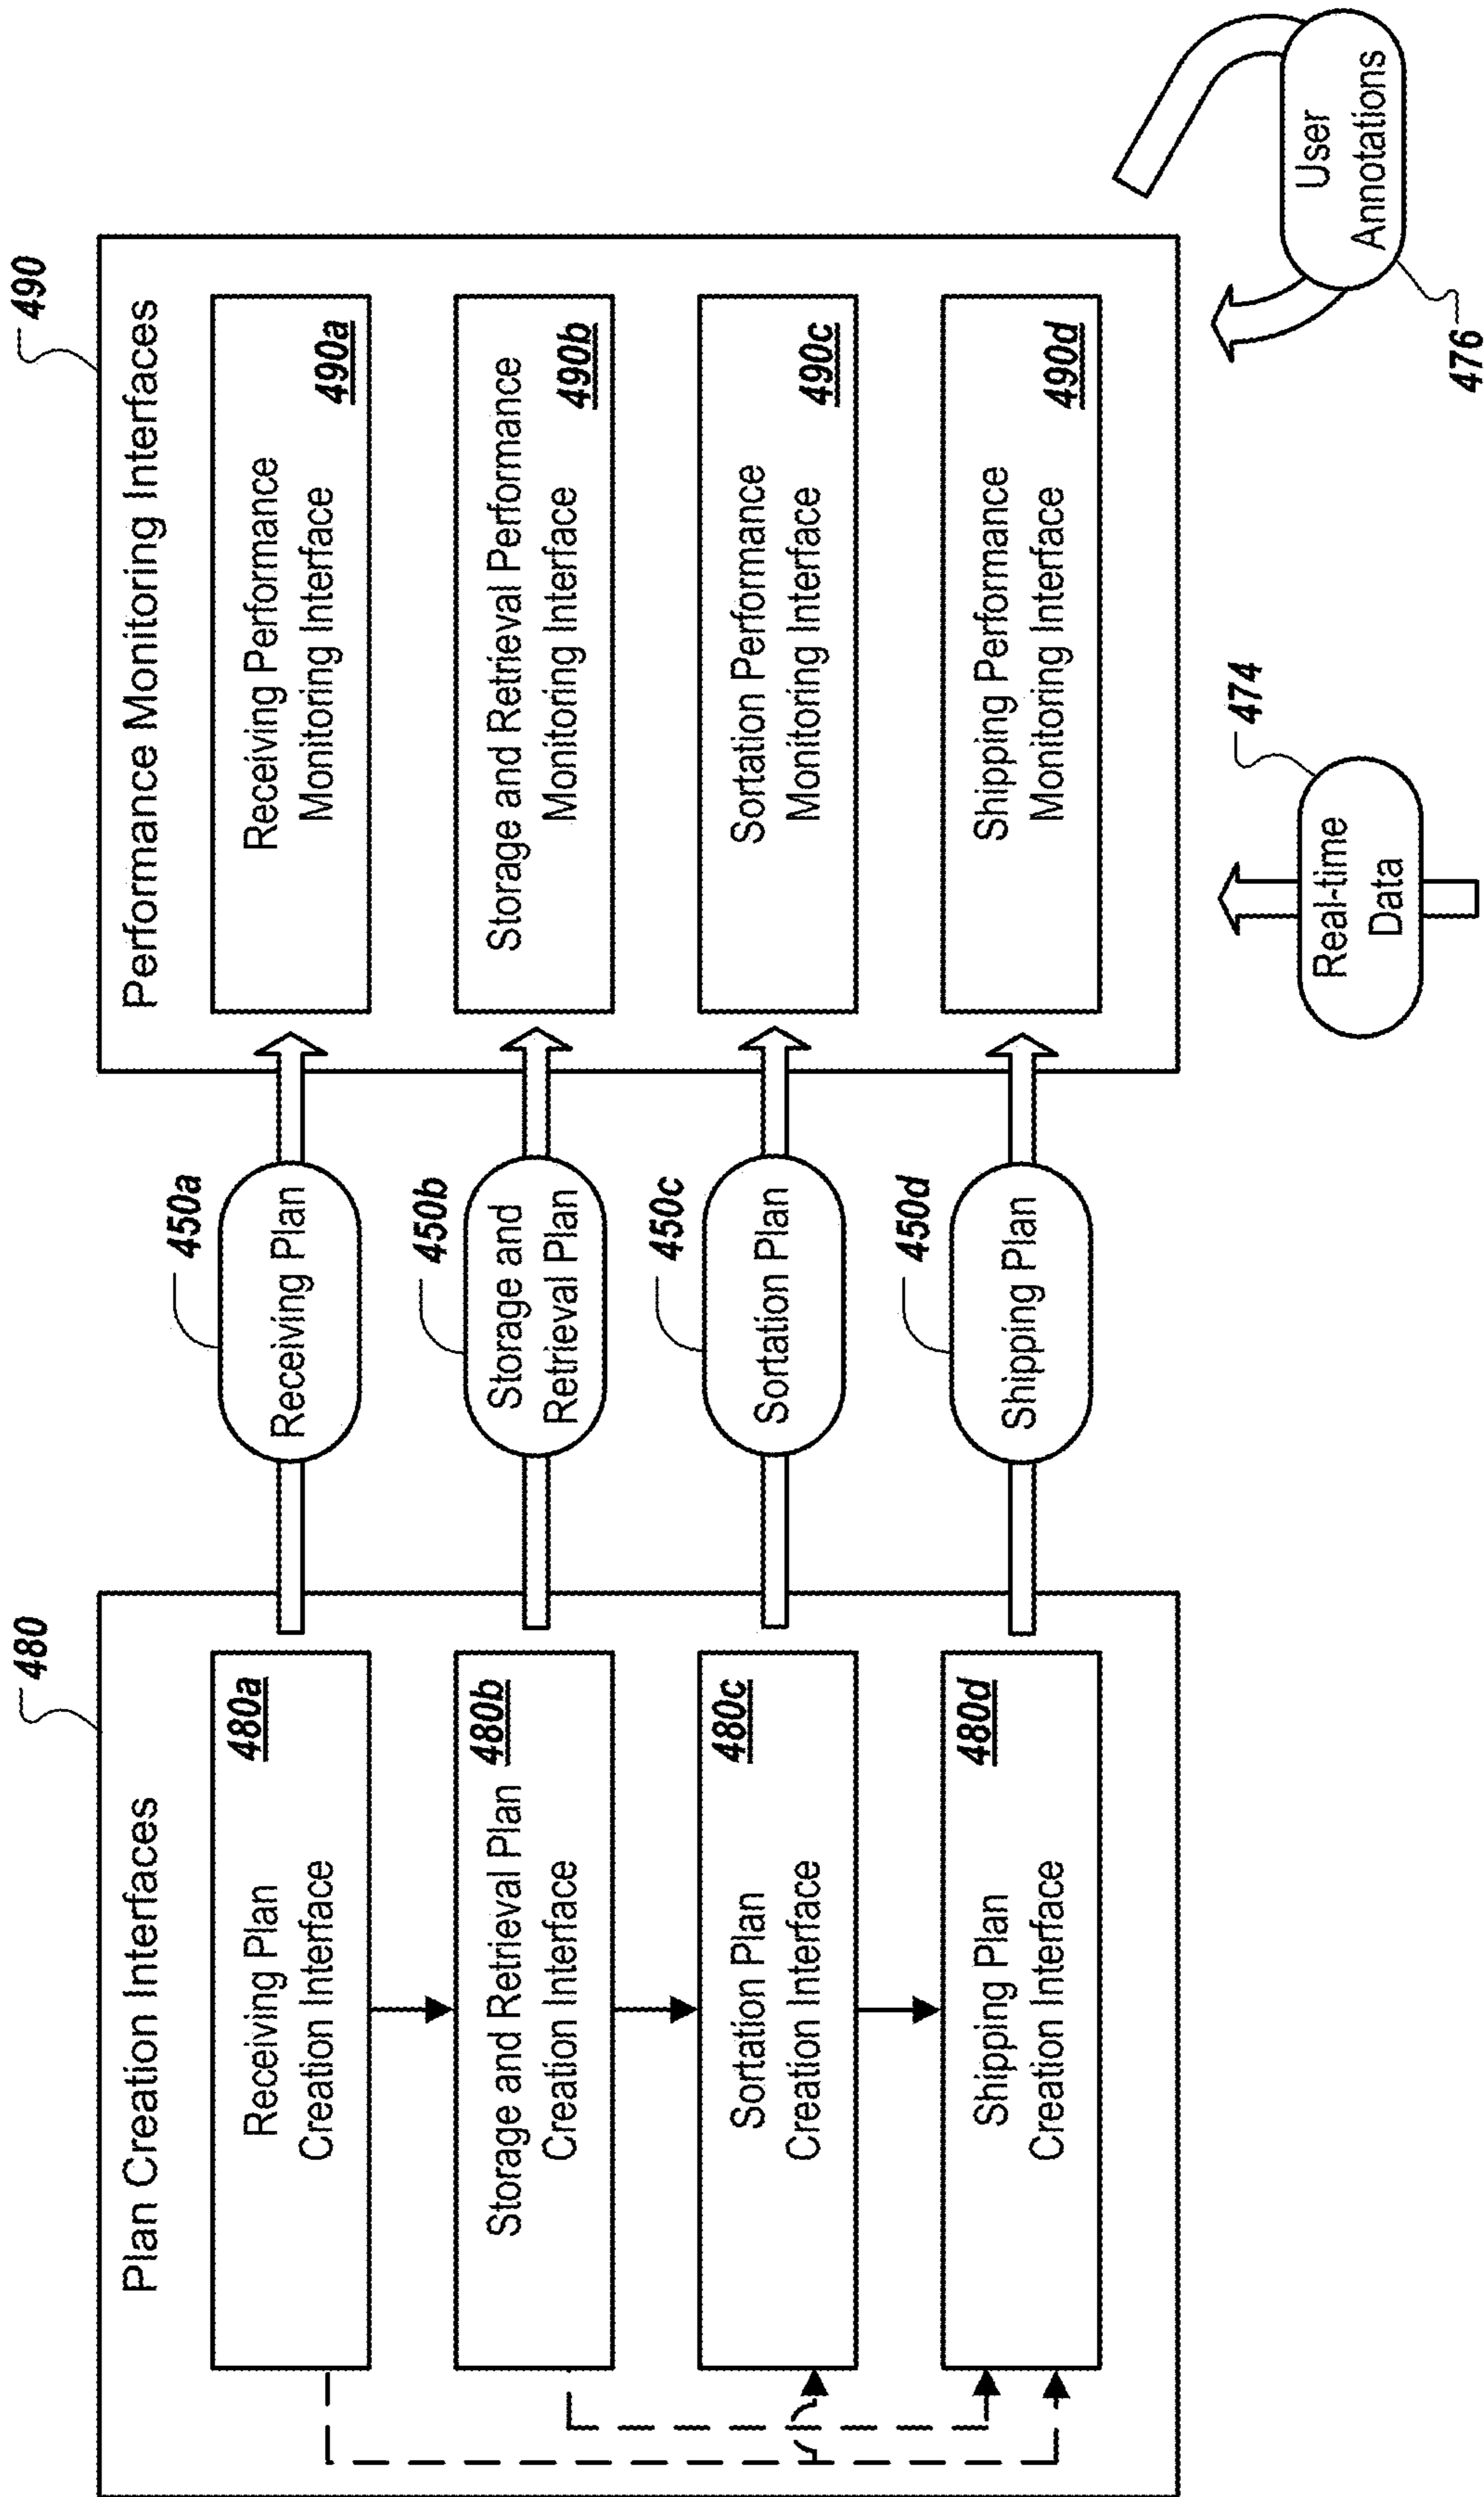 480
Plan Creation Interfaces
480a
Receiving Plan
Creation Interface
480b
Storage and Retrieval Plan
Creation Interface
480c
Sortation Plan
Creation Interface
480d
Shipping Plan
Creation Interface
450a
Receiving Plan
450b
Storage and
Retrieval Plan
450c
Sortation Plan
450d
Shipping Plan
490
Performance Monitoring Interfaces
Receiving Performance
Monitoring Interface
490a
Storage and Retrieval Performance
Monitoring Interface
490b
Sortation Performance
Monitoring Interface
490c
Shipping Performance
Monitoring Interface
490d
474
Real-time
Data
User
Annotations
476